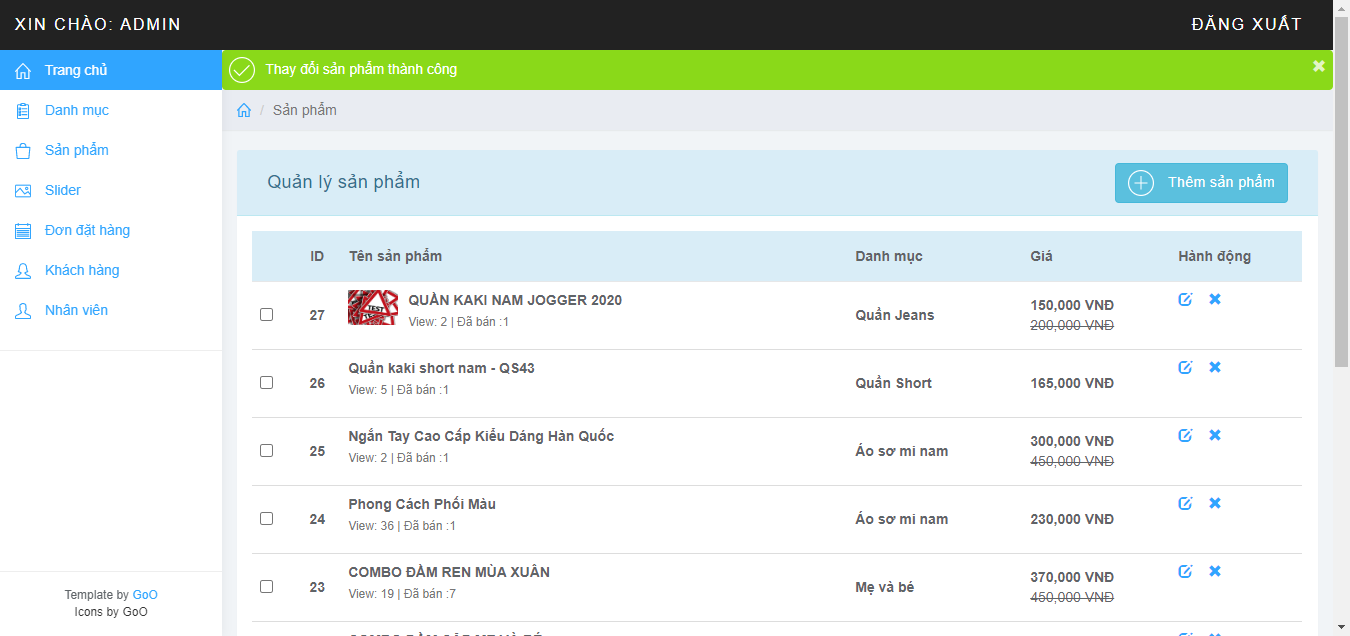 XIN CHÀO: ADMIN
ĐĂNG XUẤT
Trang chủ
Danh mục
Sản phẩm
Slider
Đơn đặt hàng
Khách hàng
Nhân viên
Template by GoO
Icons by GoO
Thay đổi sản phẩm thành công
/ Sản phẩm
Quản lý sản phẩm
Thêm sản phẩm
ID Tên sản phẩm Danh mục Giá Hành động
27 QUẦN KAKI NAM JOGGER 2020 Quần Jeans 150,000 VNĐ
TEST
View: 2 | Đã bán :1 200,000 VNĐ
26 Quần kaki short nam - QS43 Quần Short 165,000 VNĐ
View: 5 | Đã bán :1
25 Ngắn Tay Cao Cấp Kiểu Dáng Hàn Quốc Áo sơ mi nam 300,000 VNĐ
View: 2 | Đã bán :1 450,000 VNĐ
24 Phong Cách Phối Màu Áo sơ mi nam 230,000 VNĐ
View: 36 | Đã bán :1
23 COMBO ĐẦM REN MÙA XUÂN Mẹ và bé 370,000 VNĐ
View: 19 | Đã bán :7 450,000 VNĐ